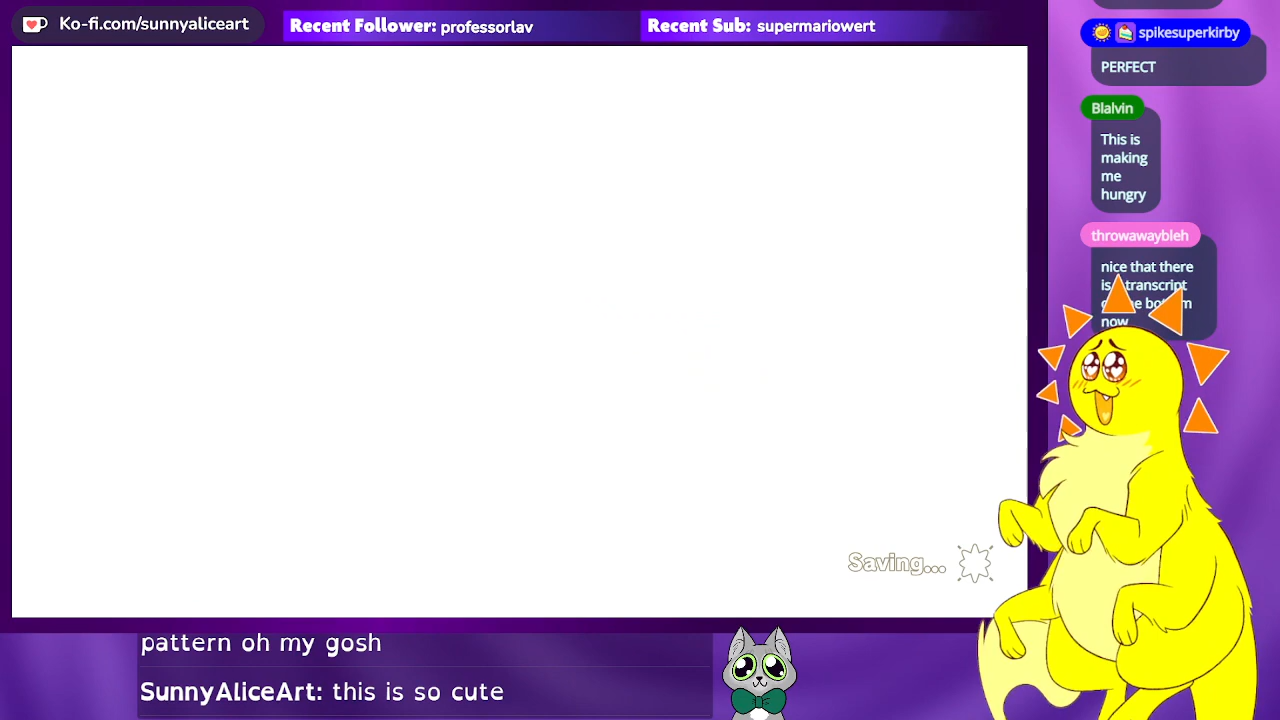 Ko-fi.com/sunnyaliceart
Recent Follower: professorlav
Recent Sub: supermariowert
spikesuperkirby
PERFECT
Blalvin
This is
making
me
hungry
throwawaybleh
nice that there
is transcript
now
Saving...
pattern oh my gosh
SunnyAliceArt: this is so cute